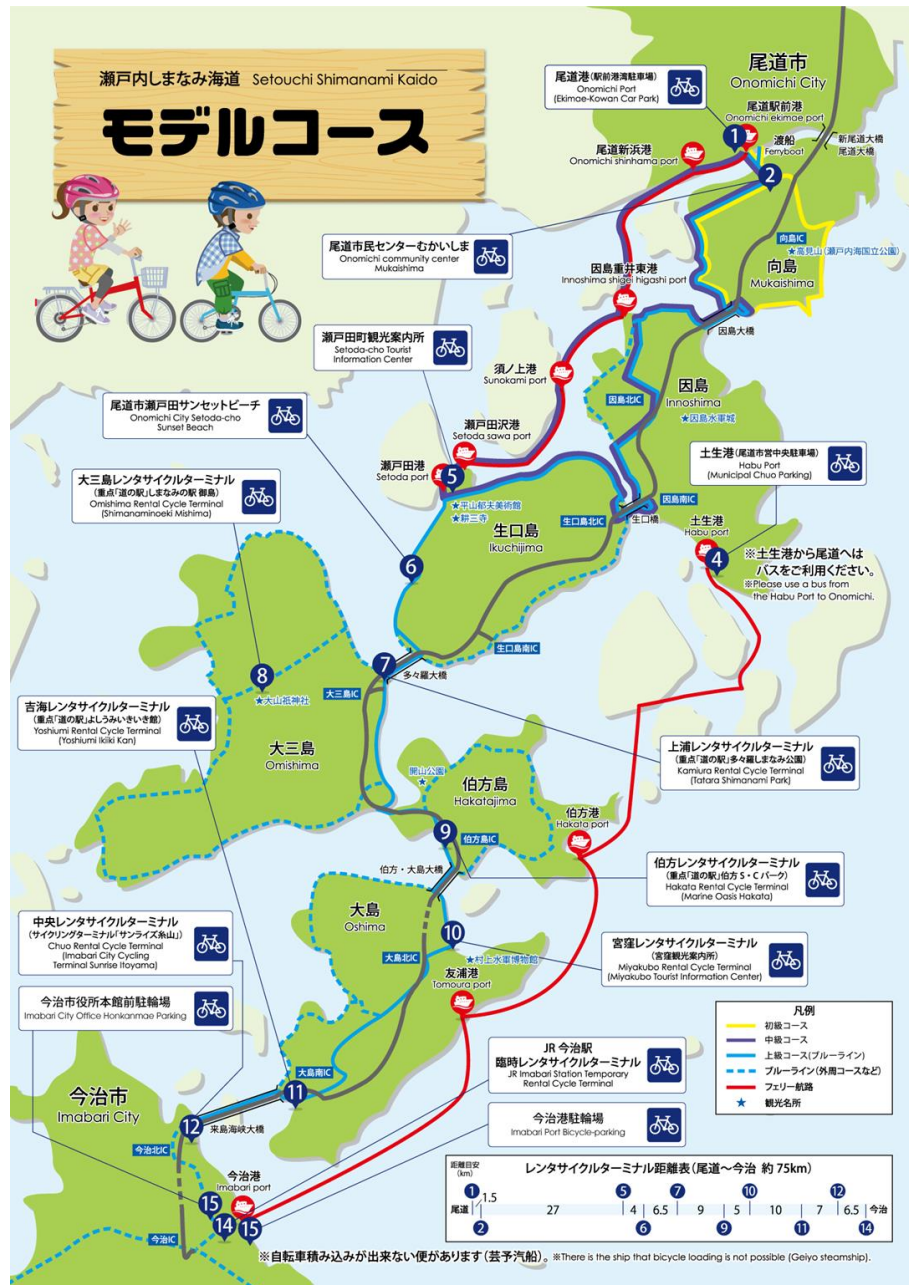 瀬戸内しまなみ海道 Setouchi Shimanami Kaido
モデルコース
尾道市
Onomichi City
尾道港(駅前港湾駐車場)
Onomichi Port
(Ekimae-Kowan Car Park)
尾道駅前港
Onomichi ekimae port
1
渡船
Ferryboat
新尾道大橋
尾道大橋
尾道新浜港
Onomichi shinhama port
2
尾道市民センターむかいしま
Onomichi community center
Mukaishima
向島IC
★高見山(瀬戸内海国立公園)
向島
Mukaishima
因島重井東港
Innoshima shigei higashi port
因島大橋
瀬戸田町観光案内所
Setoda-cho Tourist
Information Center
須ノ上港
Sunokami port
因島
Innoshima
因島北IC
★因島水軍城
尾道市瀬戸田サンセットビーチ
Onomichi City Setoda-cho
Sunset Beach
瀬戸田沢港
Setoda sawa port
土生港(尾道市営中央駐車場)
Habu Port
(Municipal Chuo Parking)
瀬戸田港
Setoda port
5
大三島レンタサイクルターミナル
(重点「道の駅」しまなみの駅 御島)
Omishima Rental Cycle Terminal
(Shimanaminoeki Mishima)
★平山郁夫美術館
★耕三寺
因島南IC
生口橋
生口島北IC
生口島
Ikuchijima
土生港
Habu port
4
※土生港から尾道へは
バスをご利用ください。
※Please use a bus from
the Habu Port to Onomichi.
6
生口島南IC
7
多々羅大橋
8
★大山祇神社
大三島IC
吉海レンタサイクルターミナル
(重点「道の駅」よしうみいきいき館)
Yoshiumi Rental Cycle Terminal
(Yoshiumi Ikiiki Kan)
大三島
Omishima
上浦レンタサイクルターミナル
(重点「道の駅」多々羅しまなみ公園)
Kamiura Rental Cycle Terminal
(Tatara Shimanami Park)
開山公園
★
伯方島
Hakatajima
伯方港
Hakata port
9
伯方島IC
伯方・大島大橋
伯方レンタサイクルターミナル
(重点「道の駅」伯方S・Cパーク)
Hakata Rental Cycle Terminal
(Marine Oasis Hakata)
大島
Oshima
中央レンタサイクルターミナル
(サイクリングターミナル「サンライズ糸山」)
Chuo Rental Cycle Terminal
(Imabari City Cycling
Terminal Sunrise Itoyama)
10
大島北IC
★村上水軍博物館
宮窪レンタサイクルターミナル
(宮窪観光案内所)
Miyakubo Rental Cycle Terminal
(Miyakubo Tourist Information Center)
友浦港
Tomoura port
今治市役所本館前駐輪場
Imabari City Office Honkanmae Parking
凡例
初級コース
中級コース
上級コース(ブルーライン)
ブルーライン(外周コースなど)
フェリー航路
★ 観光名所
JR 今治駅
臨時レンタサイクルターミナル
JR Imabari Station Temporary
Rental Cycle Terminal
大島南IC
11
今治市
Imabari City
12
来島海峡大橋
今治港駐輪場
Imabari Port Bicycle-parking
今治北IC
今治港
Imabari port
15
14
15
今治IC
距離目安
(km)
レンタサイクルターミナル距離表(尾道〜今治 約75km)
1 5 7 10 12
尾道 1.5 27 4 6.5 9 5 10 7 6.5 今治
2 6 9 11 14
※自転車積み込みが出来ない便があります(芸予汽船)。 ※There is the ship that bicycle loading is not possible (Geiyo steamship).